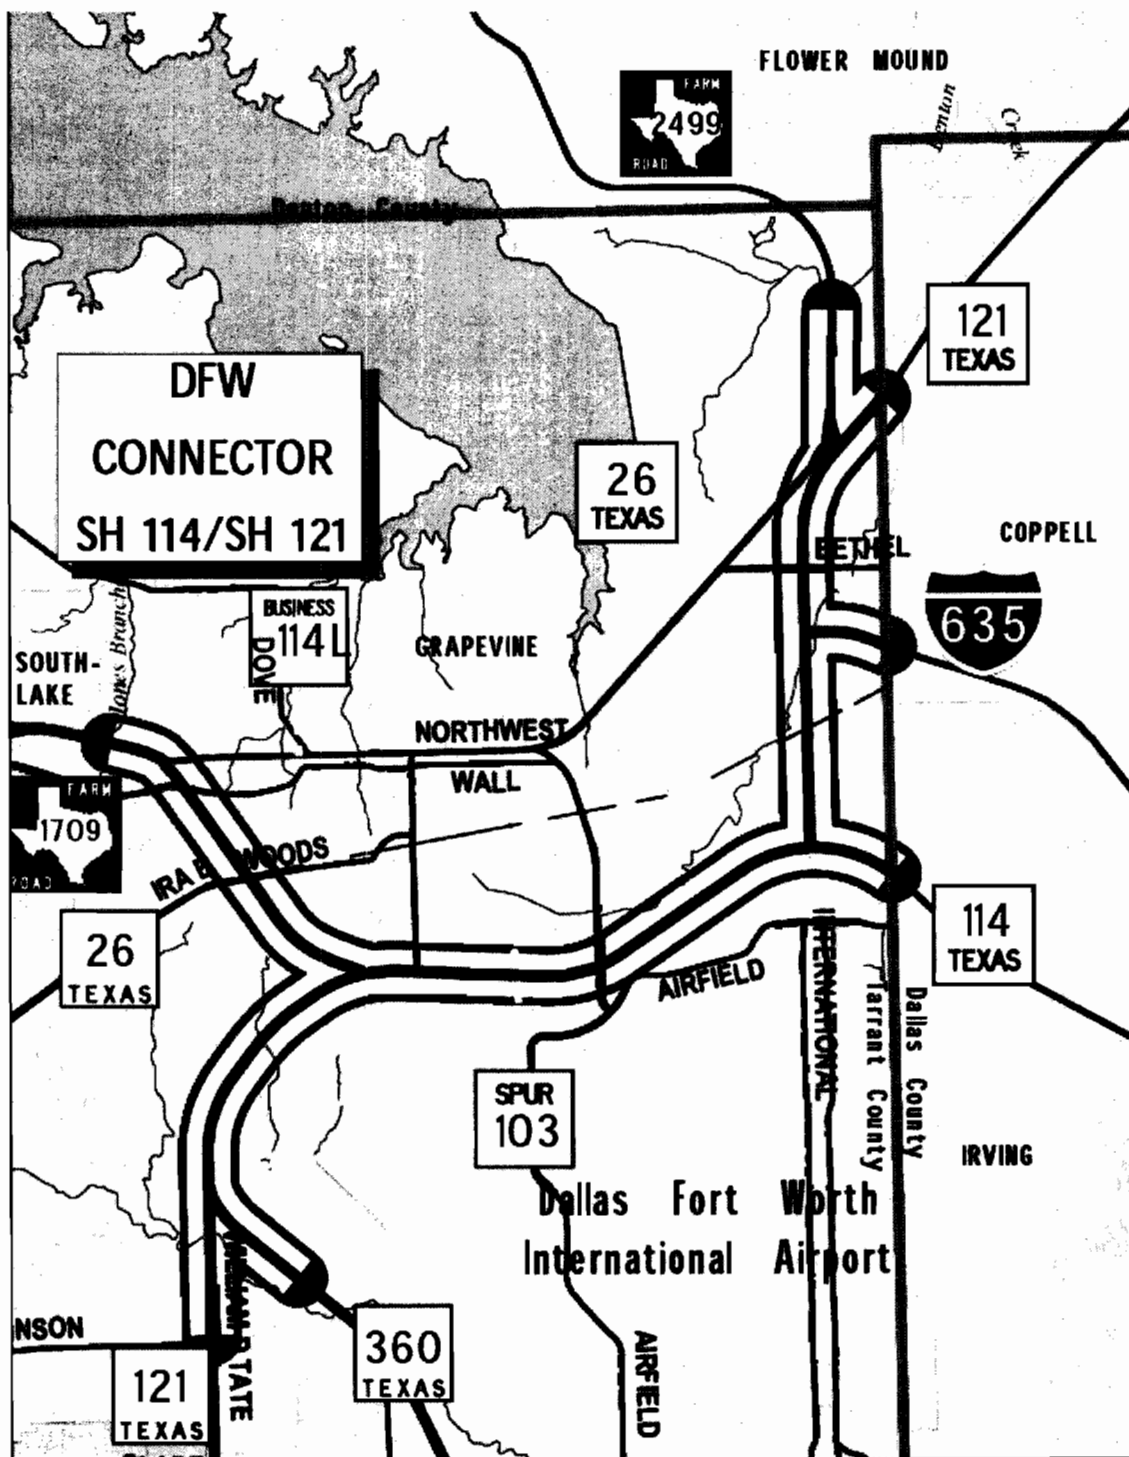 FLOWER MOUND
FARM
2499
ROAD
Denton
Creek
Denton County
121
TEXAS
DFW
CONNECTOR
SH 114/SH 121
26
TEXAS
COPPELL
BETHEL
635
BUSINESS
114L
DOVE
GRAPEVINE
Jones Branch
SOUTH-
LAKE
NORTHWEST
WALL
FARM
1709
ROAD
IRA E WOODS
26
TEXAS
114
TEXAS
AIRFIELD
INTERNATIONAL
Tarrant County
Dallas County
SPUR
103
IRVING
Dallas Fort Worth
International Airport
NSON
STATE
360
TEXAS
121
TEXAS
AIRFIELD